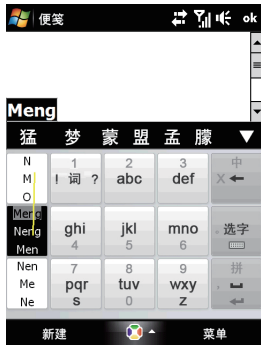 便笺 ok
Meng
猛 梦 蒙 盟 孟 朦
N
M
O
Meng
Neng
Men
Nen
Me
Ne
1
! 词 ?
2
abc
3
def
中
X
ghi
4
jkl
5
mno
6
选字
7
pqr
s
8
tuv
0
9
wxy
z
拼
新建 菜单